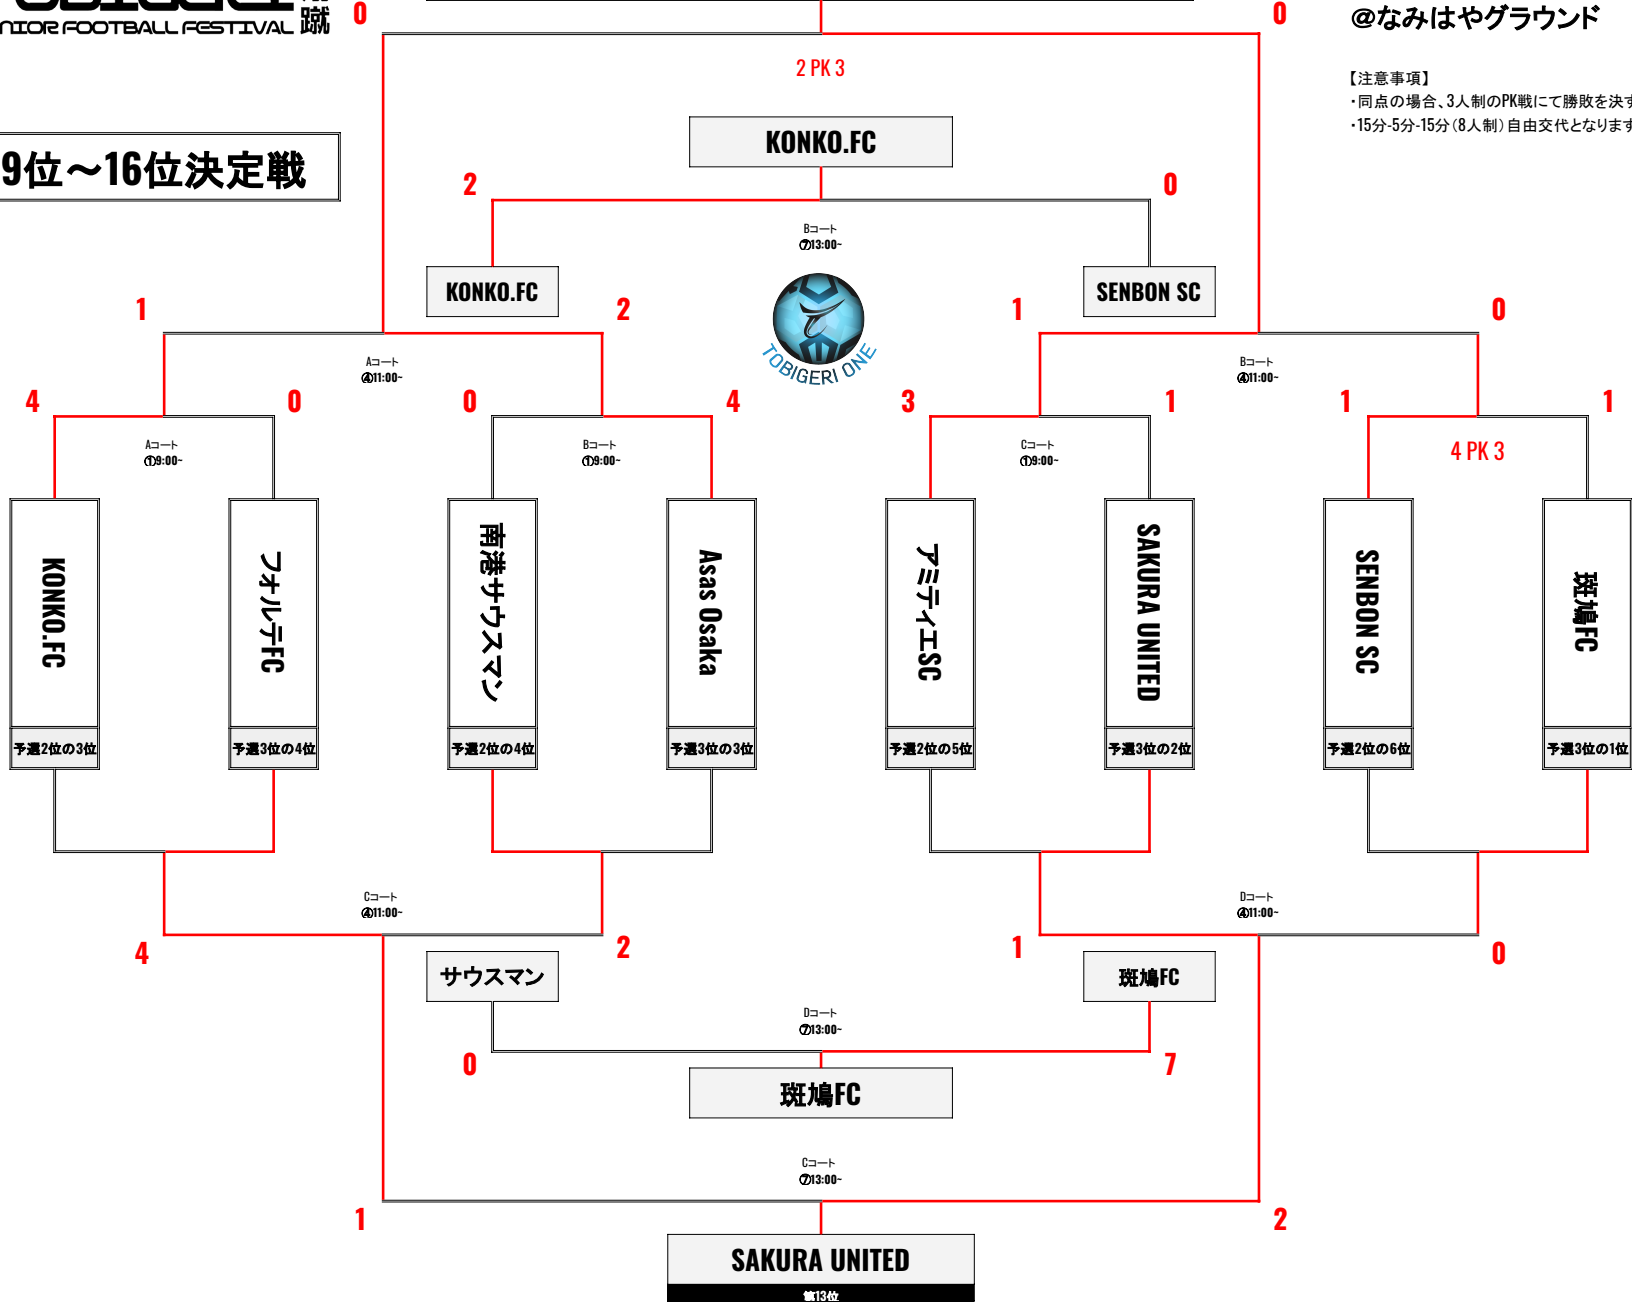 JUNIOR FOOTBALL FESTIVAL 蹴
0
0
@なみはやグラウンド
2 PK 3
【注意事項】
・同点の場合、3人制のPK戦にて勝敗を決す
・15分-5分-15分（8人制）自由交代となります
KONKO.FC
9位～16位決定戦
2
0
Bコート
⑦13:00~
KONKO.FC
SENBON SC
TOBIGERI ONE
1
2
1
0
Aコート
④11:00~
Bコート
④11:00~
4
0
0
4
3
1
1
1
Aコート
①9:00~
Bコート
①9:00~
Cコート
①9:00~
4 PK 3
KONKO.FC
フォルテFC
南港サウスマン
Asas Osaka
アミティエSC
SAKURA UNITED
SENBON SC
斑鳩FC
予選2位の3位
予選3位の4位
予選2位の4位
予選3位の3位
予選2位の5位
予選3位の2位
予選2位の6位
予選3位の1位
Cコート
④11:00~
Dコート
④11:00~
4
2
1
0
サウスマン
斑鳩FC
Dコート
⑦13:00~
0
7
斑鳩FC
Cコート
⑦13:00~
1
2
SAKURA UNITED
第13位